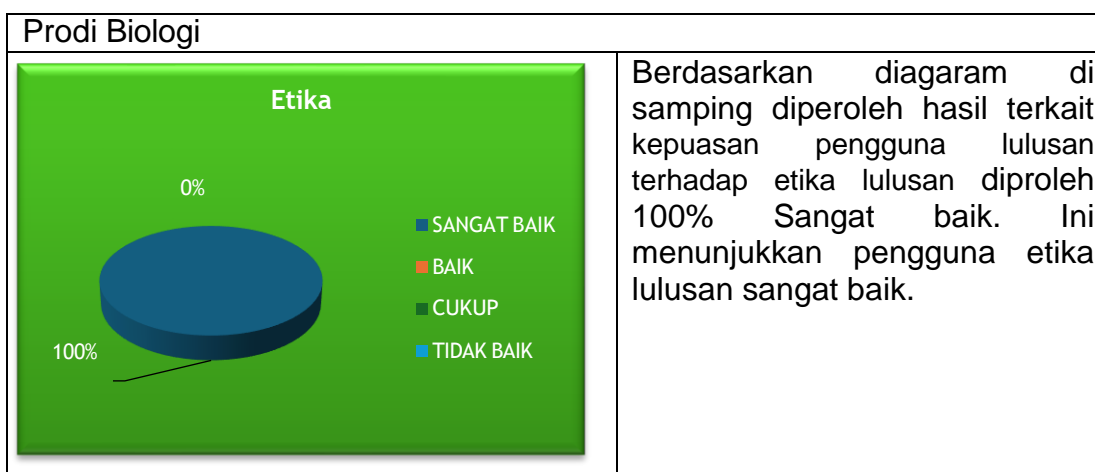 Prodi Biologi
Etika
0%
100%
SANGAT BAIK
BAIK
CUKUP
TIDAK BAIK
Berdasarkan diagaram di
samping diperoleh hasil terkait
kepuasan pengguna lulusan
terhadap etika lulusan diproleh
100% Sangat baik. Ini
menunjukkan pengguna etika
lulusan sangat baik.